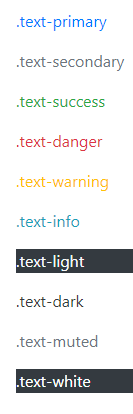 .text-primary
.text-secondary
.text-success
.text-danger
.text-warning
.text-info
.text-light
.text-dark
.text-muted
.text-white